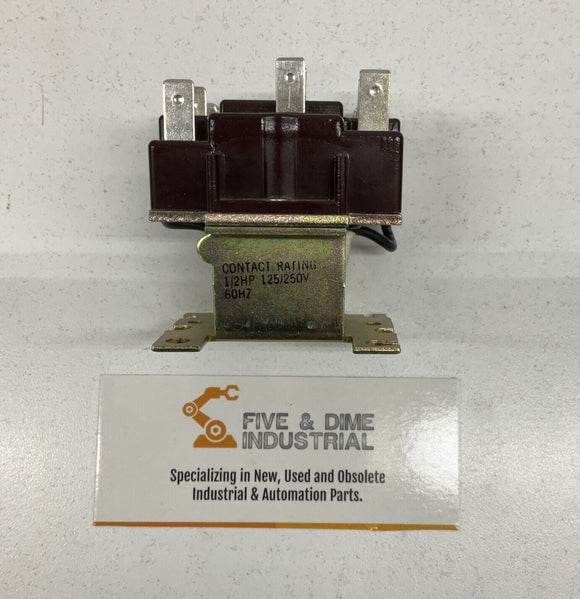 CONTACT RATING
1/2HP 125/250V
60HZ
FIVE & DIME
INDUSTRIAL
Specializing in New, Used and Obsolete
Industrial & Automation Parts.